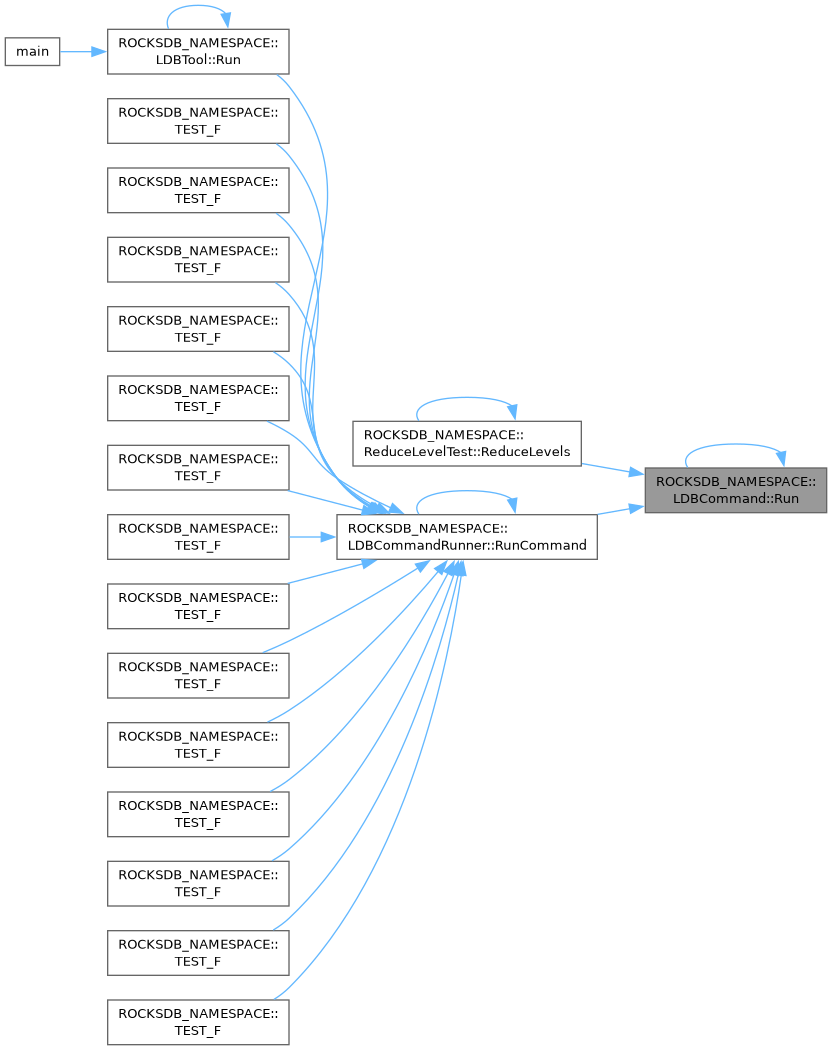 main
ROCKSDB_NAMESPACE::
LDBTool::Run
ROCKSDB_NAMESPACE::
TEST_F
ROCKSDB_NAMESPACE::
TEST_F
ROCKSDB_NAMESPACE::
TEST_F
ROCKSDB_NAMESPACE::
TEST_F
ROCKSDB_NAMESPACE::
TEST_F
ROCKSDB_NAMESPACE::
TEST_F
ROCKSDB_NAMESPACE::
TEST_F
ROCKSDB_NAMESPACE::
TEST_F
ROCKSDB_NAMESPACE::
TEST_F
ROCKSDB_NAMESPACE::
TEST_F
ROCKSDB_NAMESPACE::
TEST_F
ROCKSDB_NAMESPACE::
TEST_F
ROCKSDB_NAMESPACE::
TEST_F
ROCKSDB_NAMESPACE::
TEST_F
ROCKSDB_NAMESPACE::
ReduceLevelTest::ReduceLevels
ROCKSDB_NAMESPACE::
LDBCommandRunner::RunCommand
ROCKSDB_NAMESPACE::
LDBCommand::Run